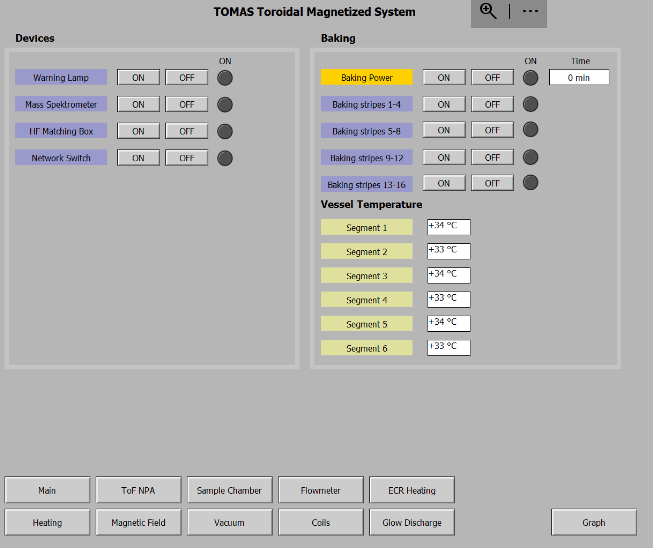 TOMAS Toroidal Magnetized System
Devices
ON
Warning Lamp ON OFF
Mass Spektrometer ON OFF
HF Matching Box ON OFF
Network Switch ON OFF
Baking
ON Time
Baking Power ON OFF 0 min
Baking stripes 1-4 ON OFF
Baking stripes 5-8 ON OFF
Baking stripes 9-12 ON OFF
Baking stripes 13-16 ON OFF
Vessel Temperature
Segment 1 +34 °C
Segment 2 +33 °C
Segment 3 +34 °C
Segment 4 +33 °C
Segment 5 +34 °C
Segment 6 +33 °C
Main ToF NPA Sample Chamber Flowmeter ECR Heating
Heating Magnetic Field Vacuum Coils Glow Discharge Graph